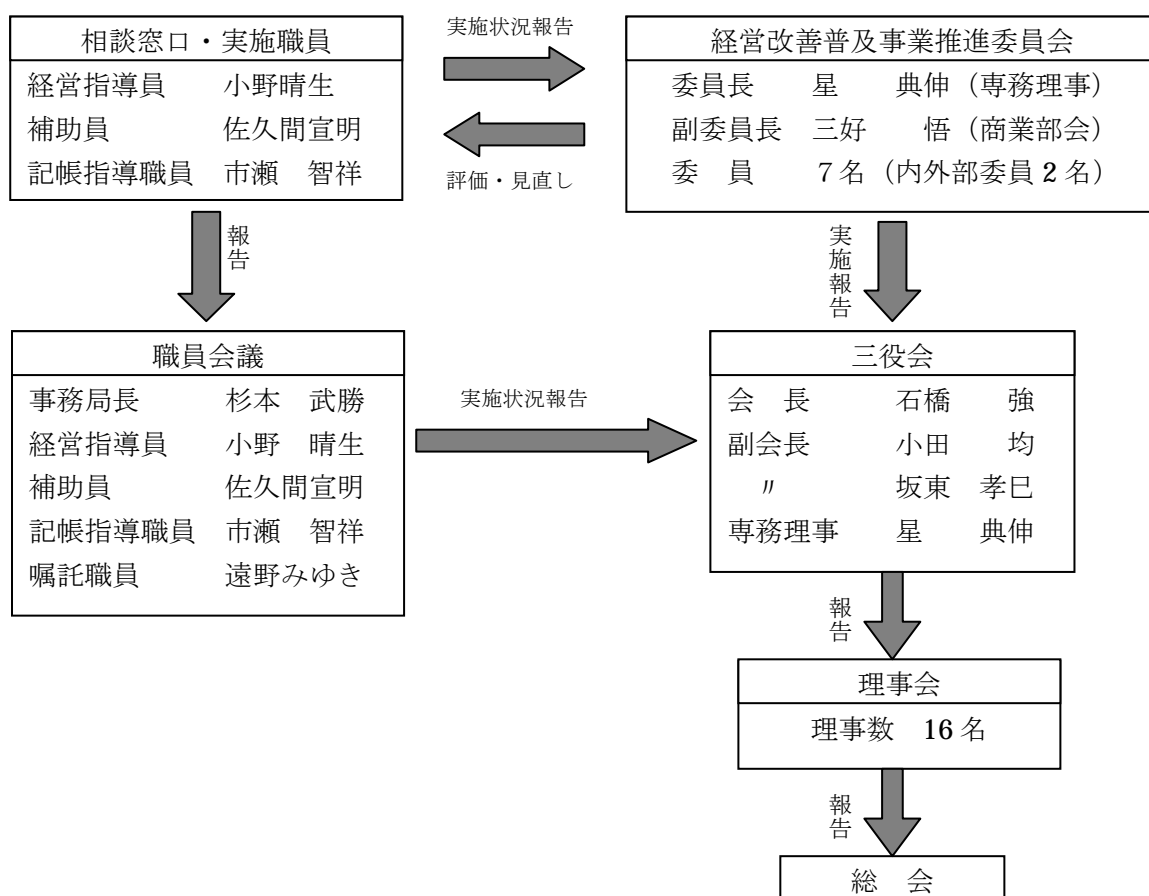 相談窓口・実施職員
経営指導員 小野晴生
補助員 佐久間宣明
記帳指導職員 市瀬 智祥
実施状況報告
評価・見直し
経営改善普及事業推進委員会
委員長 星 典伸（専務理事）
副委員長 三好 悟（商業部会）
委 員 7名（内外部委員2名）
報告
実施報告
職員会議
事務局長 杉本 武勝
経営指導員 小野 晴生
補助員 佐久間宣明
記帳指導職員 市瀬 智祥
嘱託職員 遠野みゆき
実施状況報告
三役会
会 長 石橋 強
副会長 小田 均
〃 坂東 孝巳
専務理事 星 典伸
報告
理事会
理事数 16名
報告
総 会